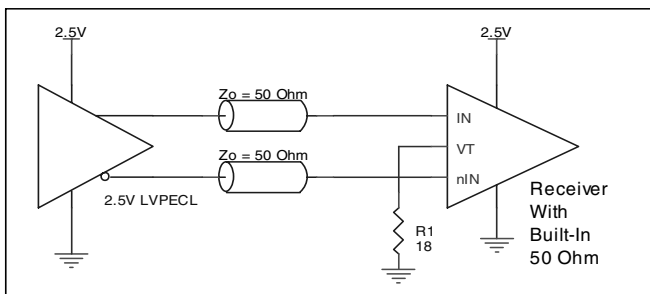 2.5V
2.5V
Zo = 50 Ohm
IN
VT
Zo = 50 Ohm
nIN
2.5V LVPECL
R1
18
Receiver
With
Built-In
50 Ohm